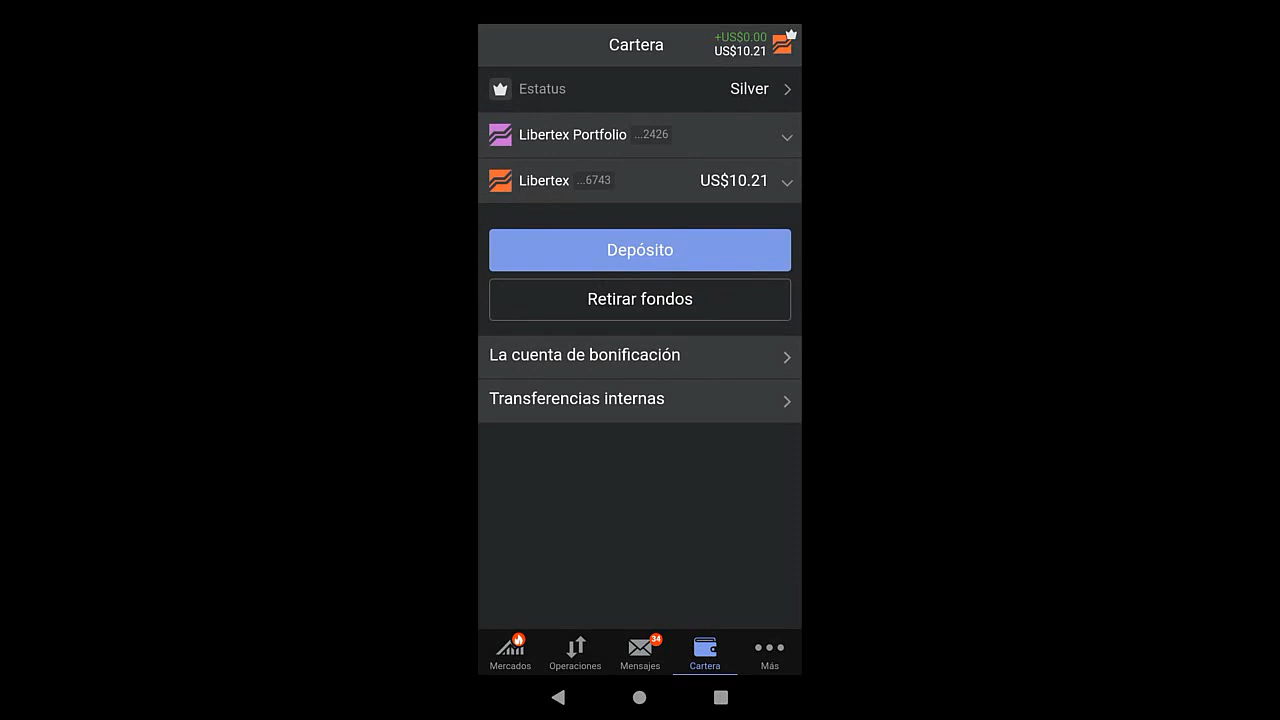 Cartera
+US$0.00
US$10.21
Estatus Silver
Libertex Portfolio ...2426
Libertex ...6743 US$10.21
Depósito
Retirar fondos
La cuenta de bonificación
Transferencias internas
34
Mercados Operaciones Mensajes Cartera Más